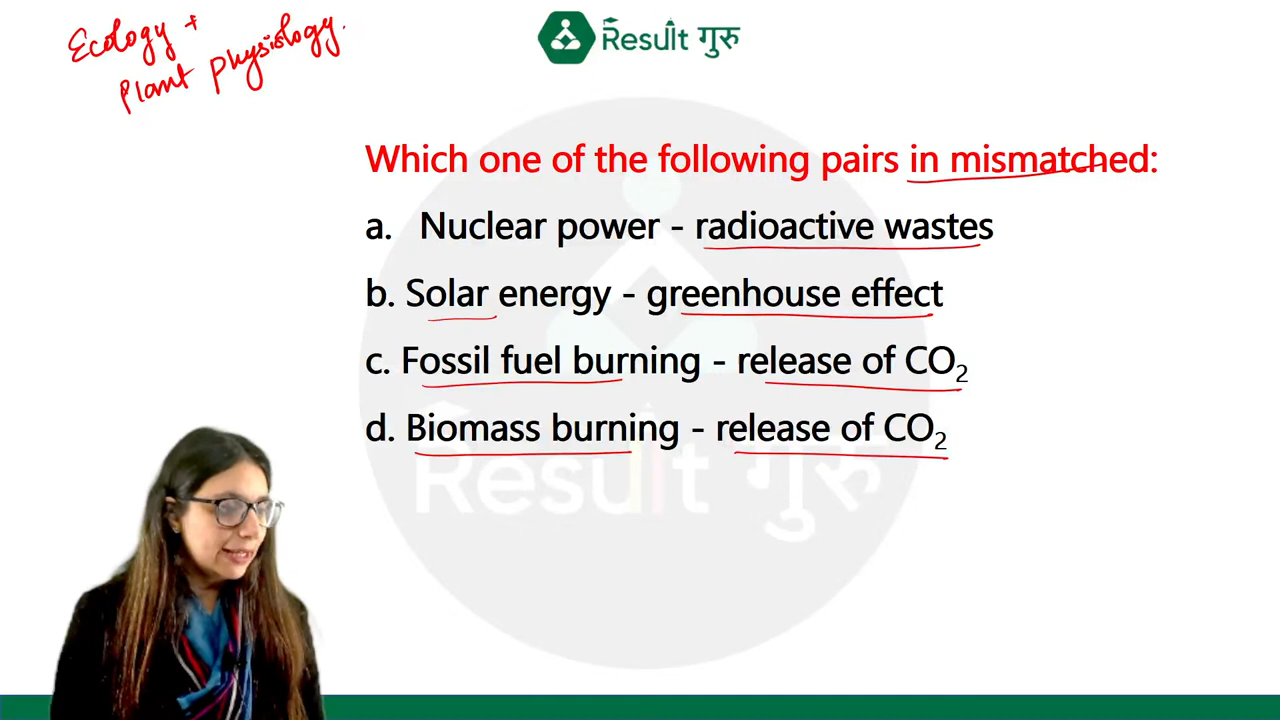 Ecology +
Plant Physiology.
Result गुरु
Which one of the following pairs in mismatched:
a. Nuclear power - radioactive wastes
b. Solar energy - greenhouse effect
c. Fossil fuel burning - release of CO₂
d. Biomass burning - release of CO₂
Result गुरु